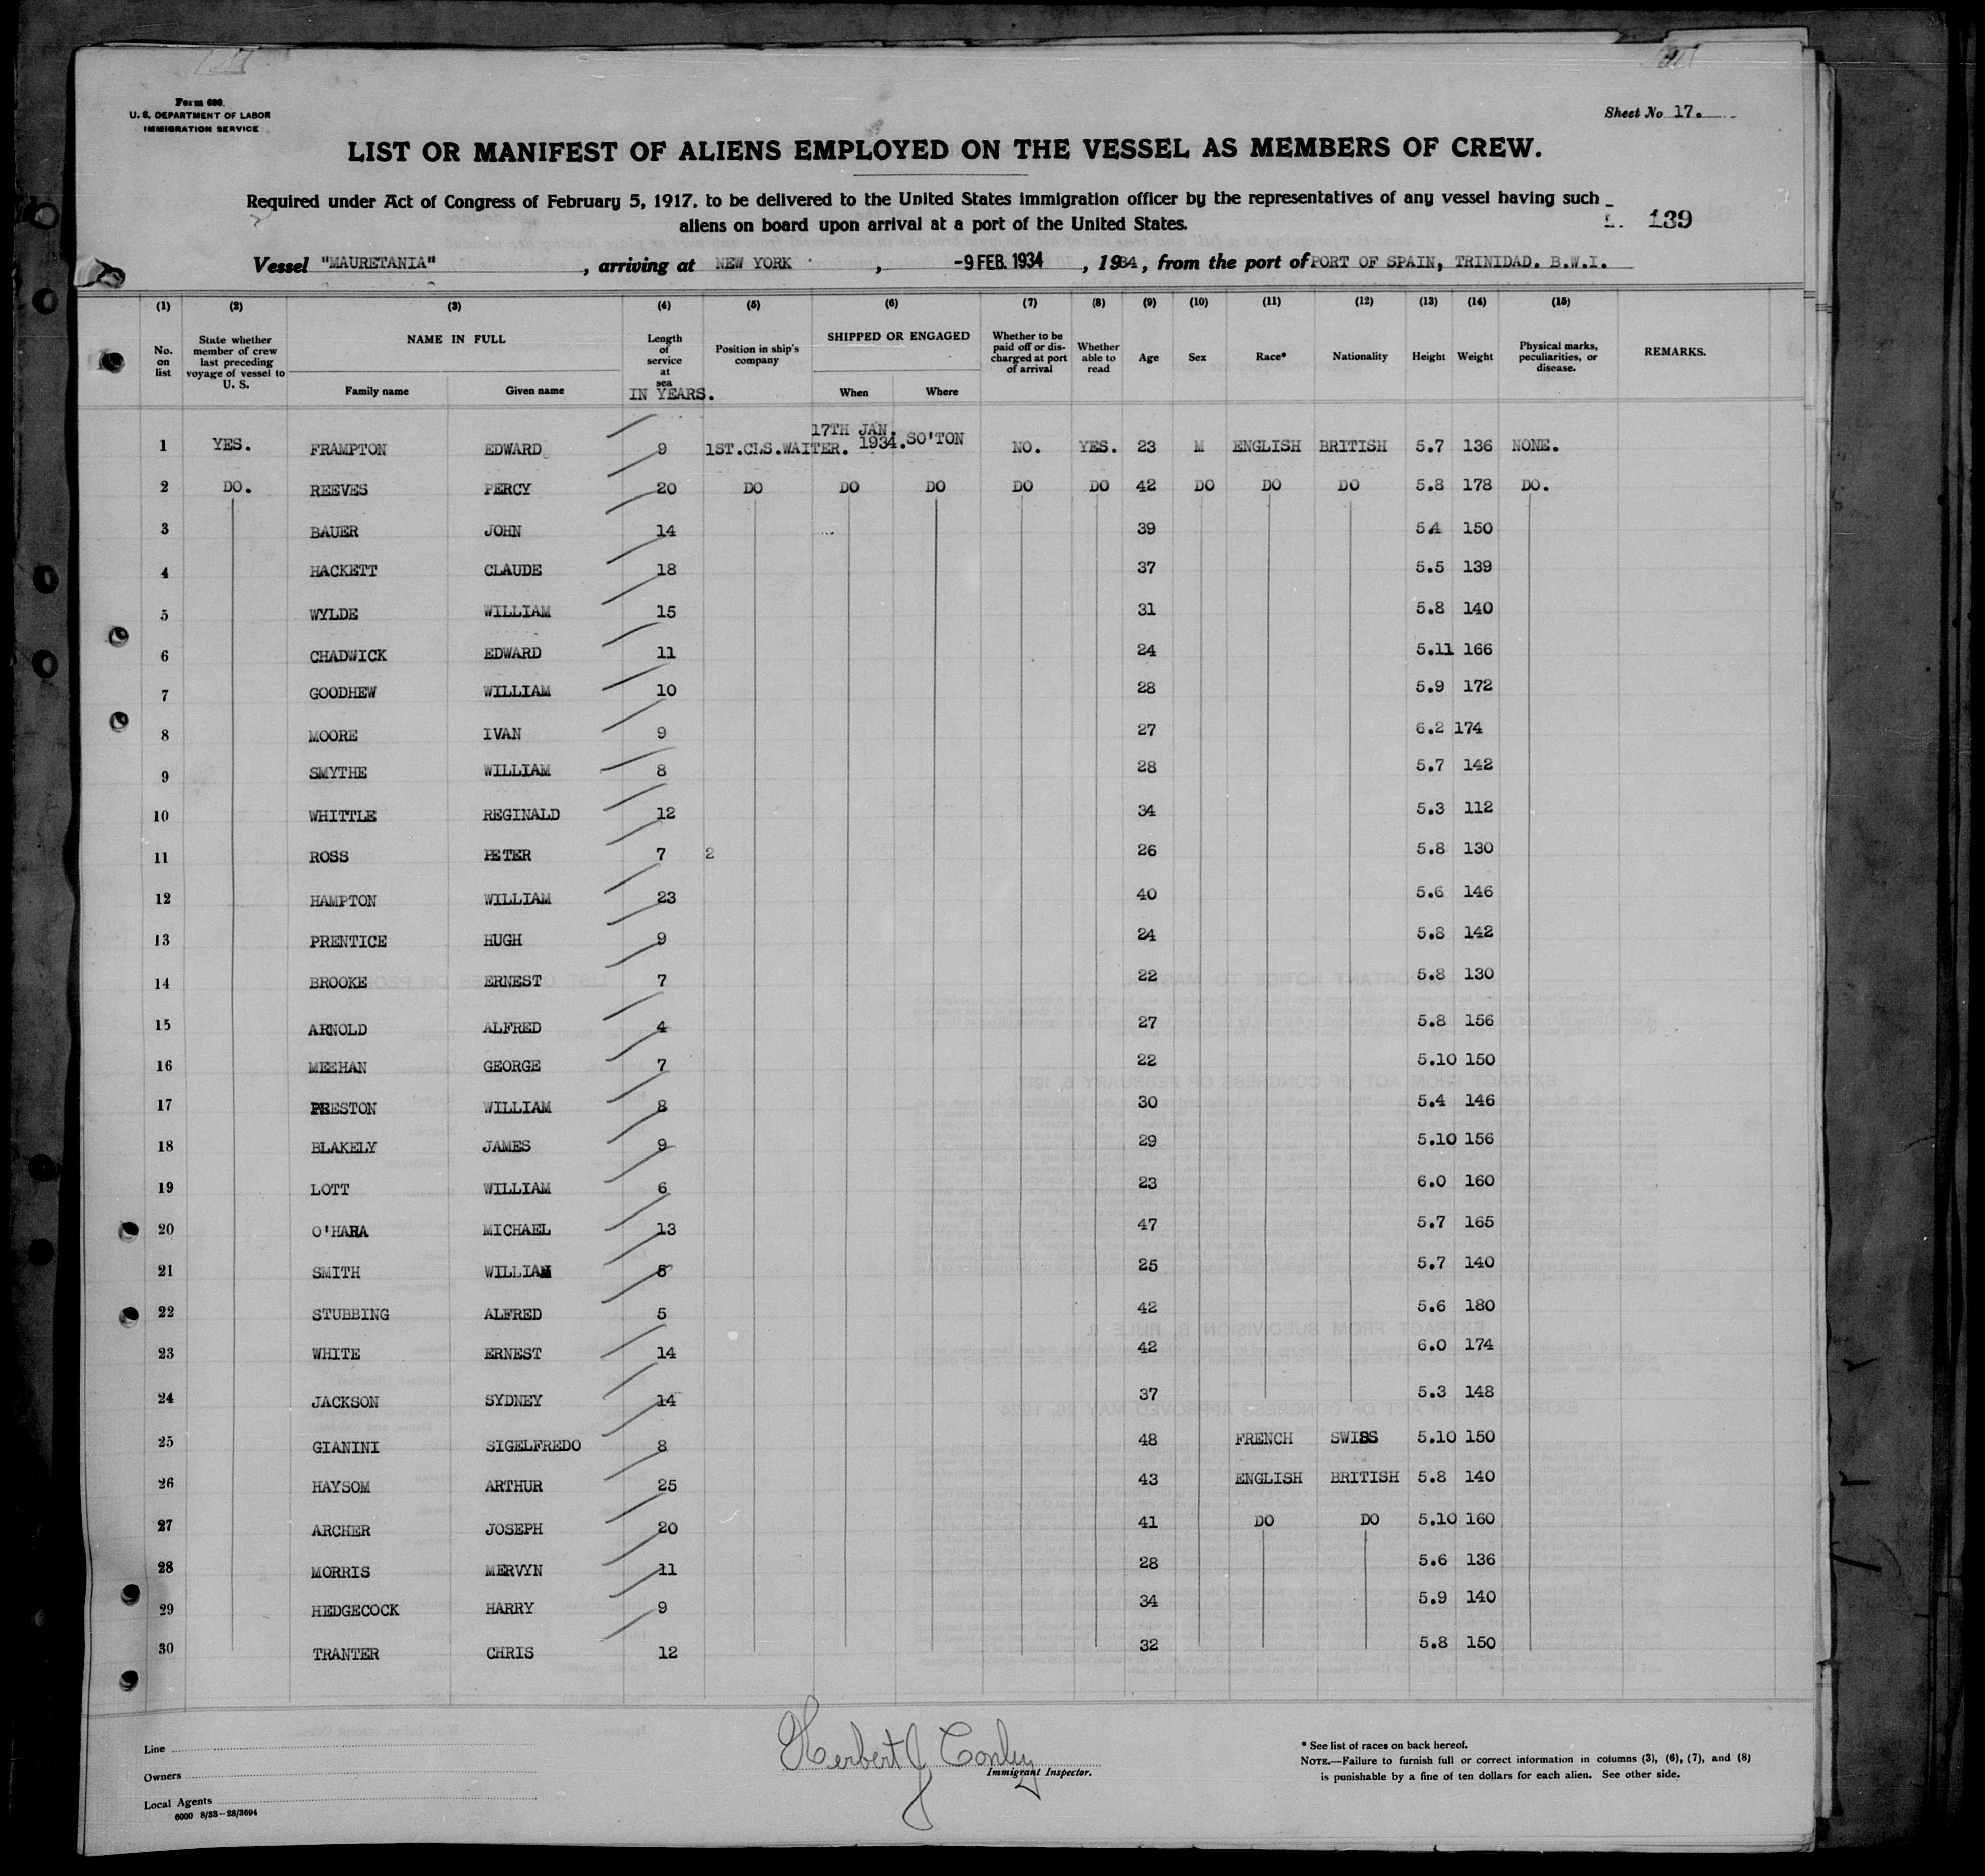 Form 680.
U. S. DEPARTMENT OF LABOR
IMMIGRATION SERVICE
Sheet No 17.
LIST OR MANIFEST OF ALIENS EMPLOYED ON THE VESSEL AS MEMBERS OF CREW.
Required under Act of Congress of February 5, 1917, to be delivered to the United States immigration officer by the representatives of any vessel having such
aliens on board upon arrival at a port of the United States.
139
Vessel "MAURETANIA", arriving at NEW YORK, -9 FEB. 1934, 1934, from the port of PORT OF SPAIN, TRINIDAD. B.W.I.
(1) (2) (3) (4) (5) (6) (7) (8) (9) (10) (11) (12) (13) (14) (15)
No. on list State whether member of crew last preceding voyage of vessel to U. S. NAME IN FULL Family name Given name Length of service at sea IN YEARS. Position in ship's company SHIPPED OR ENGAGED When Where Whether to be paid off or discharged at port of arrival Whether able to read Age Sex Race* Nationality Height Weight Physical marks, peculiarities, or disease. REMARKS.
1 YES. FRAMPTON EDWARD 9 1ST.CLS.WAITER. 17TH JAN. 1934. SO'TON NO. YES. 23 M ENGLISH BRITISH 5.7 136 NONE.
2 DO. REEVES PERCY 20 DO DO DO DO DO 42 DO DO DO 5.8 178 DO.
3 BAUER JOHN 14 39 5.4 150
4 HACKETT CLAUDE 18 37 5.5 139
5 WYLDE WILLIAM 15 31 5.8 140
6 CHADWICK EDWARD 11 24 5.11 166
7 GOODHEW WILLIAM 10 28 5.9 172
8 MOORE IVAN 9 27 6.2 174
9 SMYTHE WILLIAM 8 28 5.7 142
10 WHITTLE REGINALD 12 34 5.3 112
11 ROSS PETER 7 2 26 5.8 130
12 HAMPTON WILLIAM 23 40 5.6 146
13 PRENTICE HUGH 9 24 5.8 142
14 BROOKE ERNEST 7 22 5.8 130
15 ARNOLD ALFRED 4 27 5.8 156
16 MEEHAN GEORGE 7 22 5.10 150
17 PRESTON WILLIAM 8 30 5.4 146
18 BLAKELY JAMES 9 29 5.10 156
19 LOTT WILLIAM 6 23 6.0 160
20 O'HARA MICHAEL 13 47 5.7 165
21 SMITH WILLIAM 25 5.7 140
22 STUBBING ALFRED 5 42 5.6 180
23 WHITE ERNEST 14 42 6.0 174
24 JACKSON SYDNEY 14 37 5.3 148
25 GIANINI SIGELFREDO 8 48 FRENCH SWISS 5.10 150
26 HAYSOM ARTHUR 25 43 ENGLISH BRITISH 5.8 140
27 ARCHER JOSEPH 20 41 DO DO 5.10 160
28 MORRIS MERVYN 11 28 5.6 136
29 HEDGECOCK HARRY 9 34 5.9 140
30 TRANTER CHRIS 12 32 5.8 150
Line
Owners
Local Agents
6000 8/33-28/3694
Herbert J Conley
Immigrant Inspector.
* See list of races on back hereof.
NOTE.—Failure to furnish full or correct information in columns (3), (6), (7), and (8)
is punishable by a fine of ten dollars for each alien. See other side.